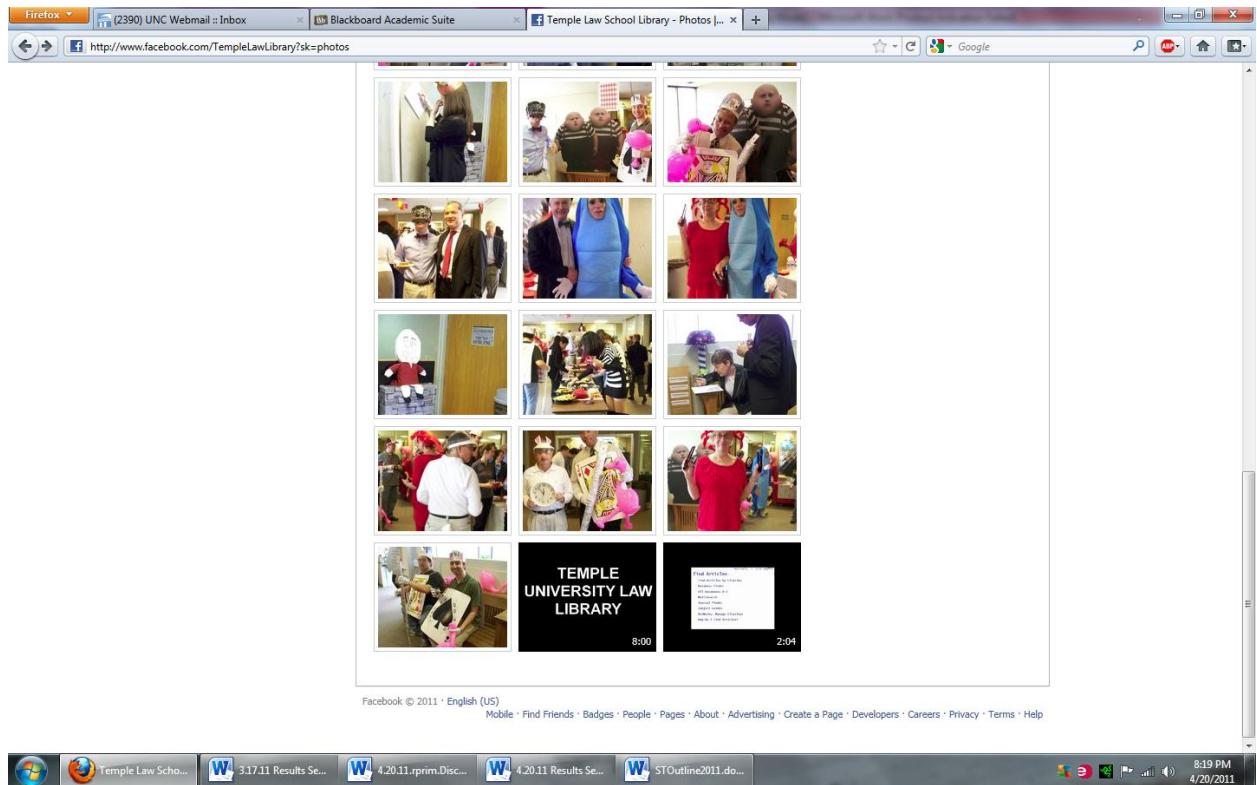 Firefox
(2390) UNC Webmail :: Inbox
Blackboard Academic Suite
Temple Law School Library - Photos |...
http://www.facebook.com/TempleLawLibrary?sk=photos
Google
ABP
TEMPLE
UNIVERSITY LAW
LIBRARY
8:00
Find Articles
2:04
Facebook © 2011 · English (US)
Mobile · Find Friends · Badges · People · Pages · About · Advertising · Create a Page · Developers · Careers · Privacy · Terms · Help
Temple Law Scho...
3.17.11 Results Se...
4.20.11.rprim.Disc...
4.20.11 Results Se...
STOutline2011.do...
8:19 PM
4/20/2011